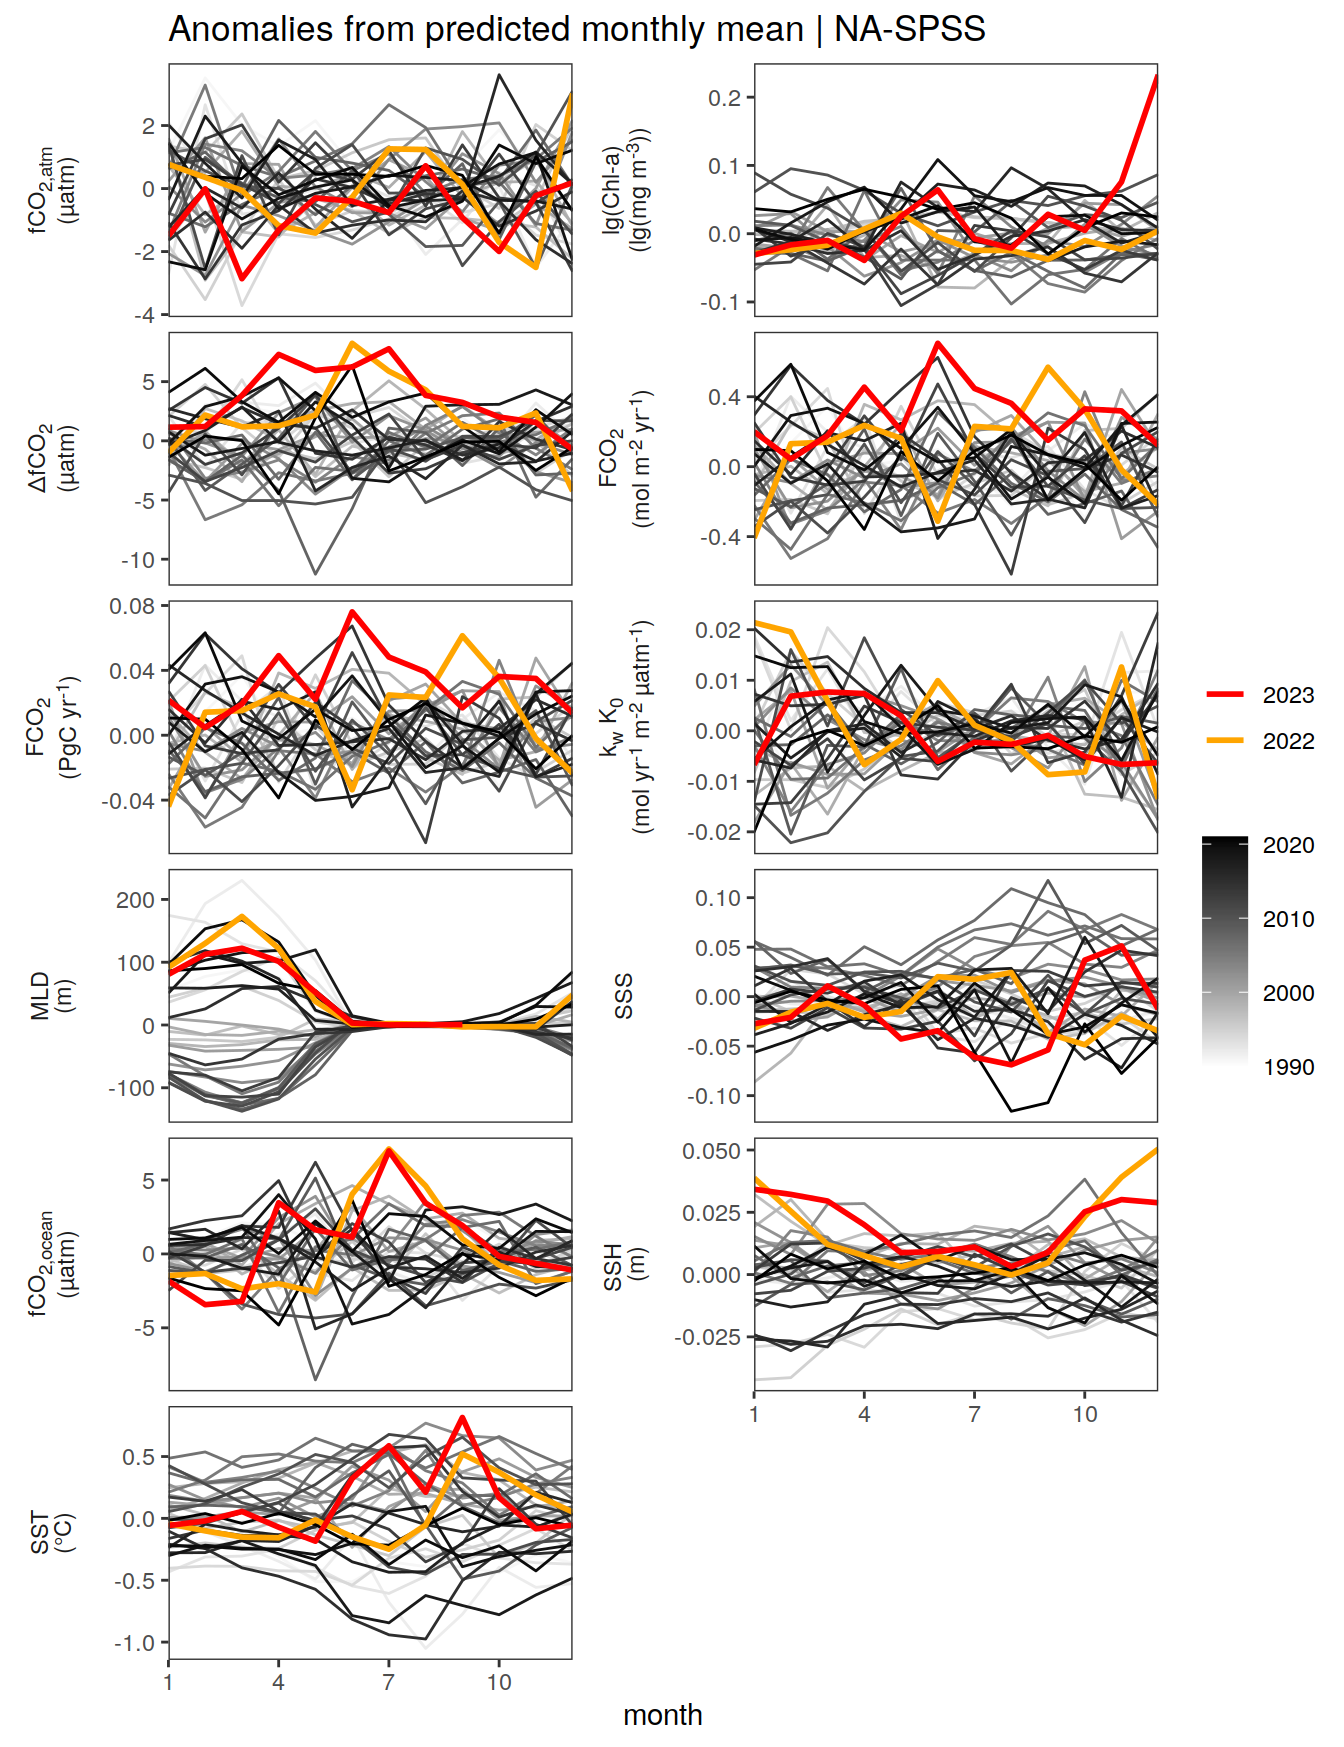 Anomalies from predicted monthly mean | NA-SPSS
fCO2,atm
(µatm)
2
0
-2
-4
lg(Chl-a)
(lg(mg m-3))
0.2
0.1
0.0
-0.1
ΔfCO2
(µatm)
5
0
-5
-10
FCO2
(mol m-2 yr-1)
0.4
0.0
-0.4
FCO2
(PgC yr-1)
0.08
0.04
0.00
-0.04
kw K0
(mol yr-1 m-2 µatm-1)
0.02
0.01
0.00
-0.01
-0.02
MLD
(m)
200
100
0
-100
SSS
0.10
0.05
0.00
-0.05
-0.10
fCO2,ocean
(µatm)
5
0
-5
SSH
(m)
0.050
0.025
0.000
-0.025
1 4 7 10
SST
(°C)
0.5
0.0
-0.5
-1.0
1 4 7 10
month
2023
2022
2020
2010
2000
1990